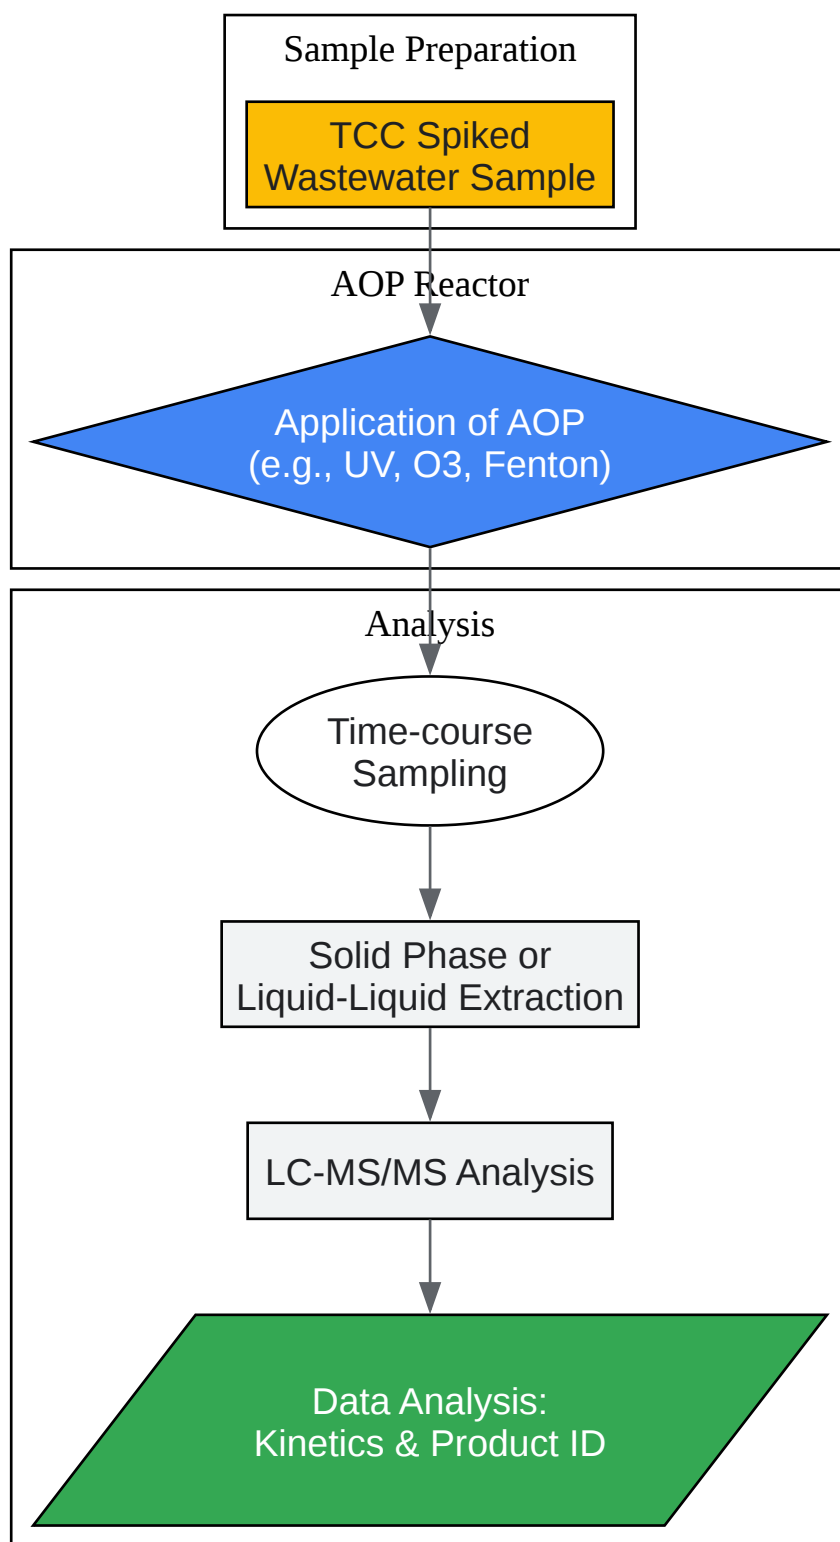 Sample Preparation
TCC Spiked
Wastewater Sample
AOP Reactor
Application of AOP
(e.g., UV, O3, Fenton)
Analysis
Time-course
Sampling
Solid Phase or
Liquid-Liquid Extraction
LC-MS/MS Analysis
Data Analysis:
Kinetics & Product ID